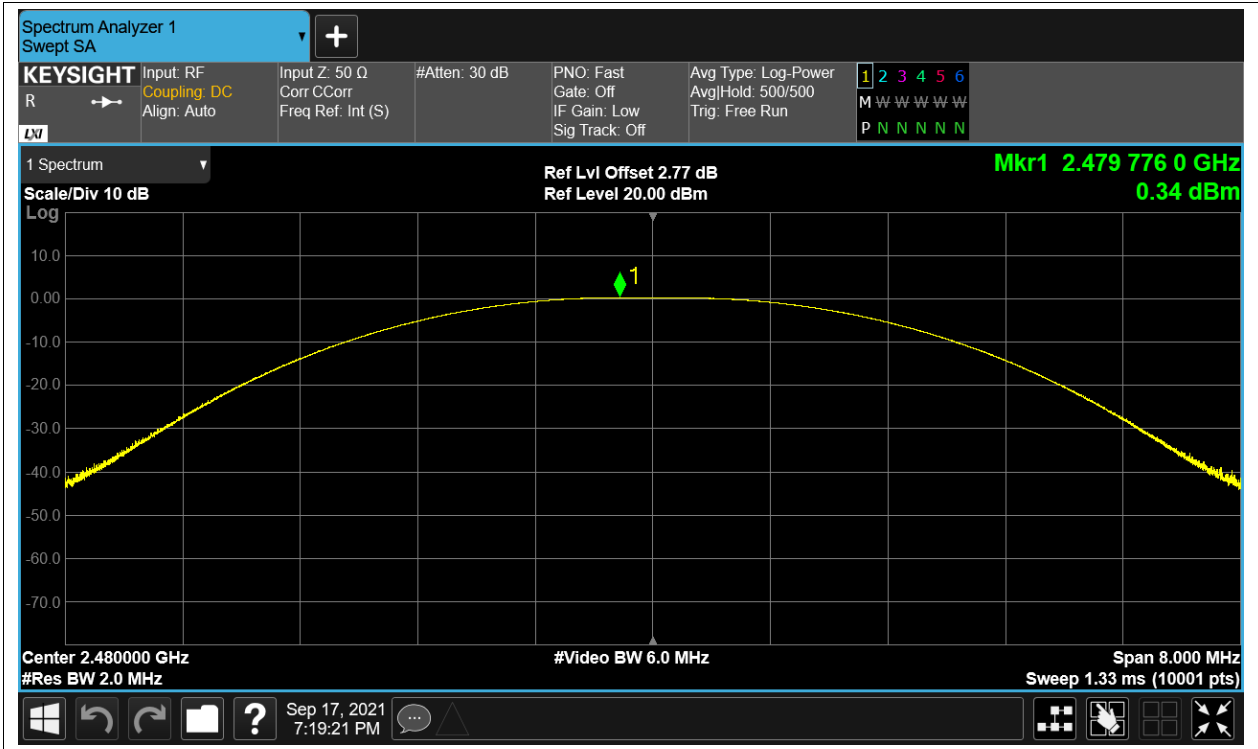 Spectrum Analyzer 1
Swept SA
+
KEYSIGHT
R
LXI
Input: RF
Coupling: DC
Align: Auto
Input Z: 50 Ω
Corr CCorr
Freq Ref: Int (S)
#Atten: 30 dB
PNO: Fast
Gate: Off
IF Gain: Low
Sig Track: Off
Avg Type: Log-Power
Avg|Hold: 500/500
Trig: Free Run
1 2 3 4 5 6
M W W W W W
P N N N N N
1 Spectrum
Scale/Div 10 dB
Log
Ref Lvl Offset 2.77 dB
Ref Level 20.00 dBm
Mkr1 2.479 776 0 GHz
0.34 dBm
1
10.0
0.00
-10.0
-20.0
-30.0
-40.0
-50.0
-60.0
-70.0
Center 2.480000 GHz
#Res BW 2.0 MHz
#Video BW 6.0 MHz
Span 8.000 MHz
Sweep 1.33 ms (10001 pts)
?
Sep 17, 2021
7:19:21 PM